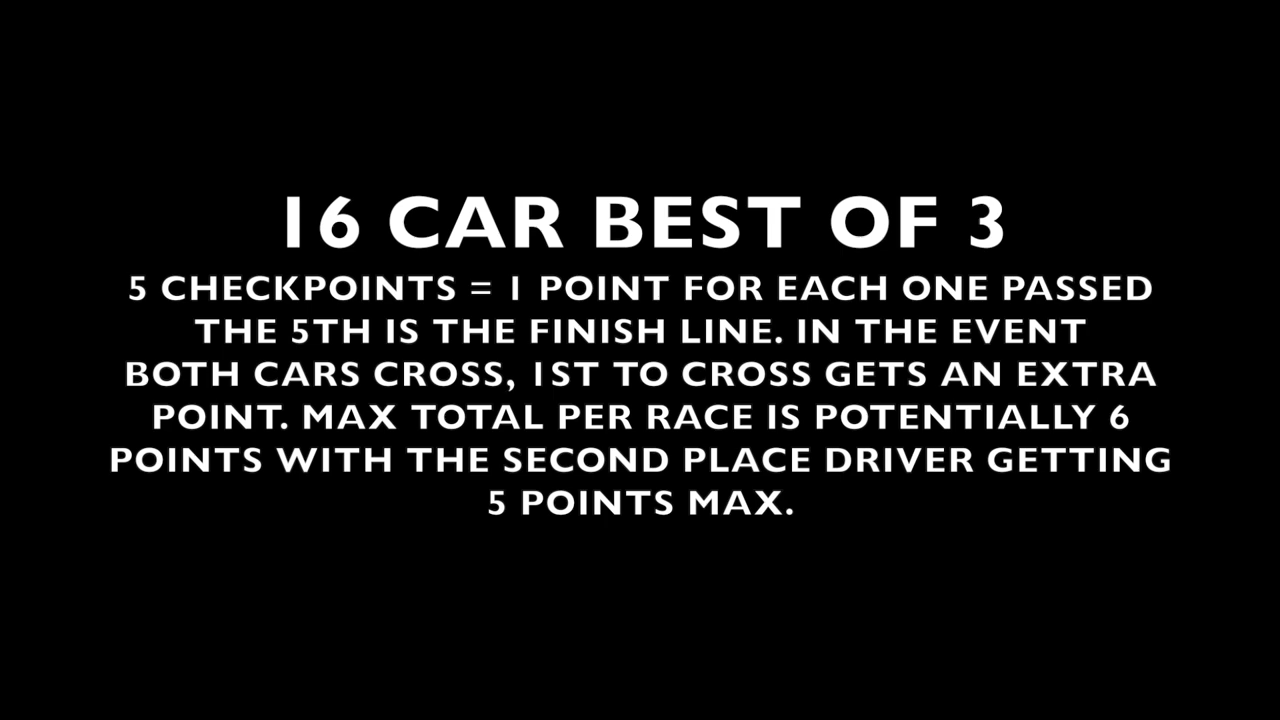 16 CAR BEST OF 3
5 CHECKPOINTS = 1 POINT FOR EACH ONE PASSED
THE 5TH IS THE FINISH LINE. IN THE EVENT
BOTH CARS CROSS, 1ST TO CROSS GETS AN EXTRA
POINT. MAX TOTAL PER RACE IS POTENTIALLY 6
POINTS WITH THE SECOND PLACE DRIVER GETTING
5 POINTS MAX.